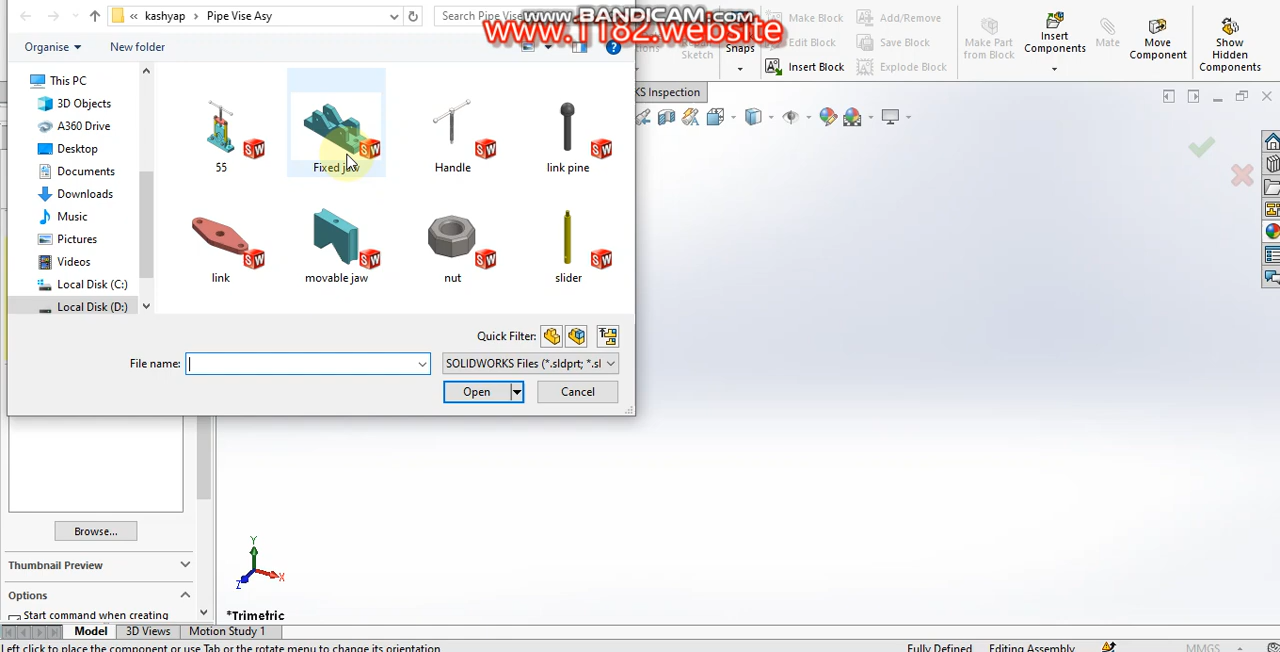 « kashyap › Pipe Vise Asy
Search Pipe Vise
www.BANDICAM.com
www.1182.website
Organise
New folder
This PC
3D Objects
A360 Drive
Desktop
Documents
Downloads
Music
Pictures
Videos
Local Disk (C:)
Local Disk (D:)
55
Fixed jaw
Handle
link pine
link
movable jaw
nut
slider
Quick Filter:
File name:
SOLIDWORKS Files (*.sldprt; *.sl
Open
Cancel
Snaps
Make Block
Edit Block
Insert Block
Add/Remove
Save Block
Explode Block
Make Part
from Block
Insert
Components
Mate
Move
Component
Show
Hidden
Components
Sketch
KS Inspection
Browse...
Thumbnail Preview
Options
Start command when creating
Y
X
Z
*Trimetric
Model
3D Views
Motion Study 1
Left click to place the component or use Tab or the rotate menu to change its orientation.
Fully Defined
Editing Assembly
MMGS